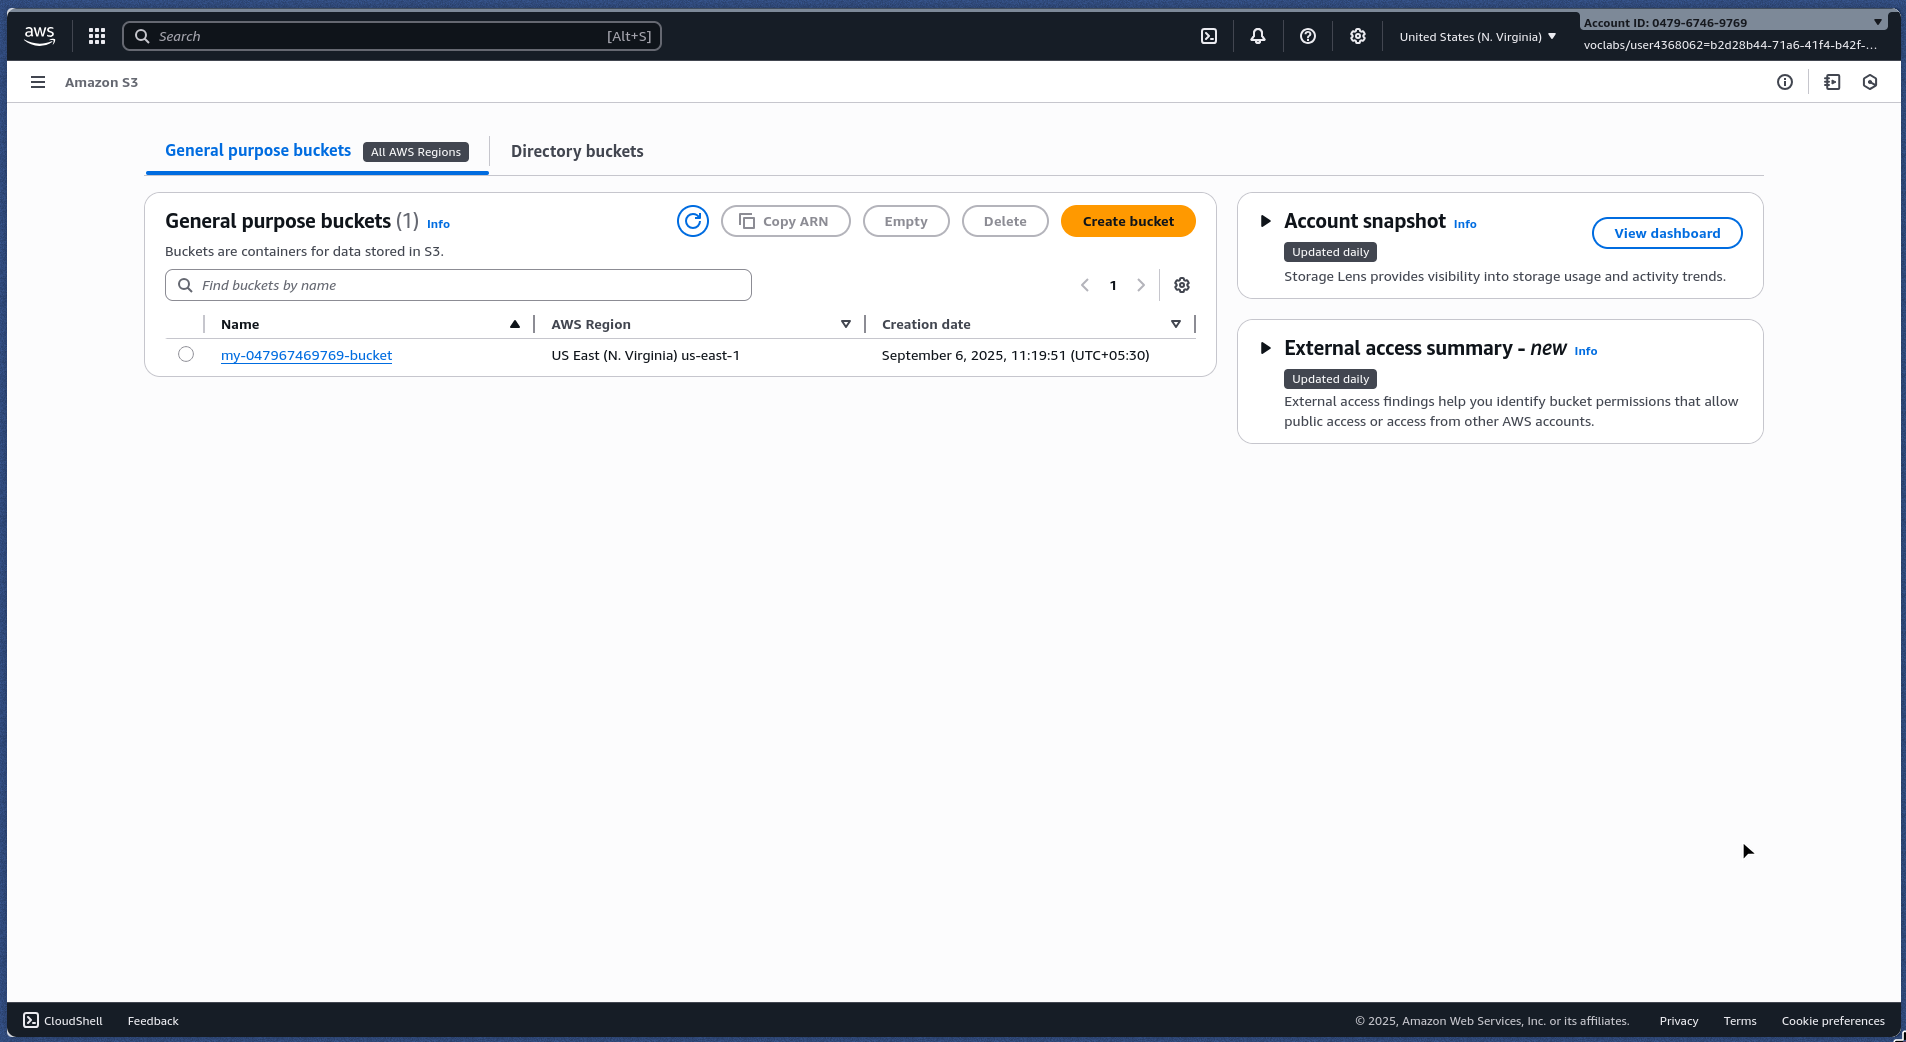 aws
Search
[Alt+S]
United States (N. Virginia)
Account ID: 0479-6746-9769
voclabs/user4368062=b2d28b44-71a6-41f4-b42f-...
Amazon S3
General purpose buckets
All AWS Regions
Directory buckets
General purpose buckets (1) Info
Copy ARN
Empty
Delete
Create bucket
Buckets are containers for data stored in S3.
Find buckets by name
1
Name
AWS Region
Creation date
my-047967469769-bucket
US East (N. Virginia) us-east-1
September 6, 2025, 11:19:51 (UTC+05:30)
Account snapshot Info
View dashboard
Updated daily
Storage Lens provides visibility into storage usage and activity trends.
External access summary - new Info
Updated daily
External access findings help you identify bucket permissions that allow
public access or access from other AWS accounts.
CloudShell
Feedback
© 2025, Amazon Web Services, Inc. or its affiliates.
Privacy
Terms
Cookie preferences